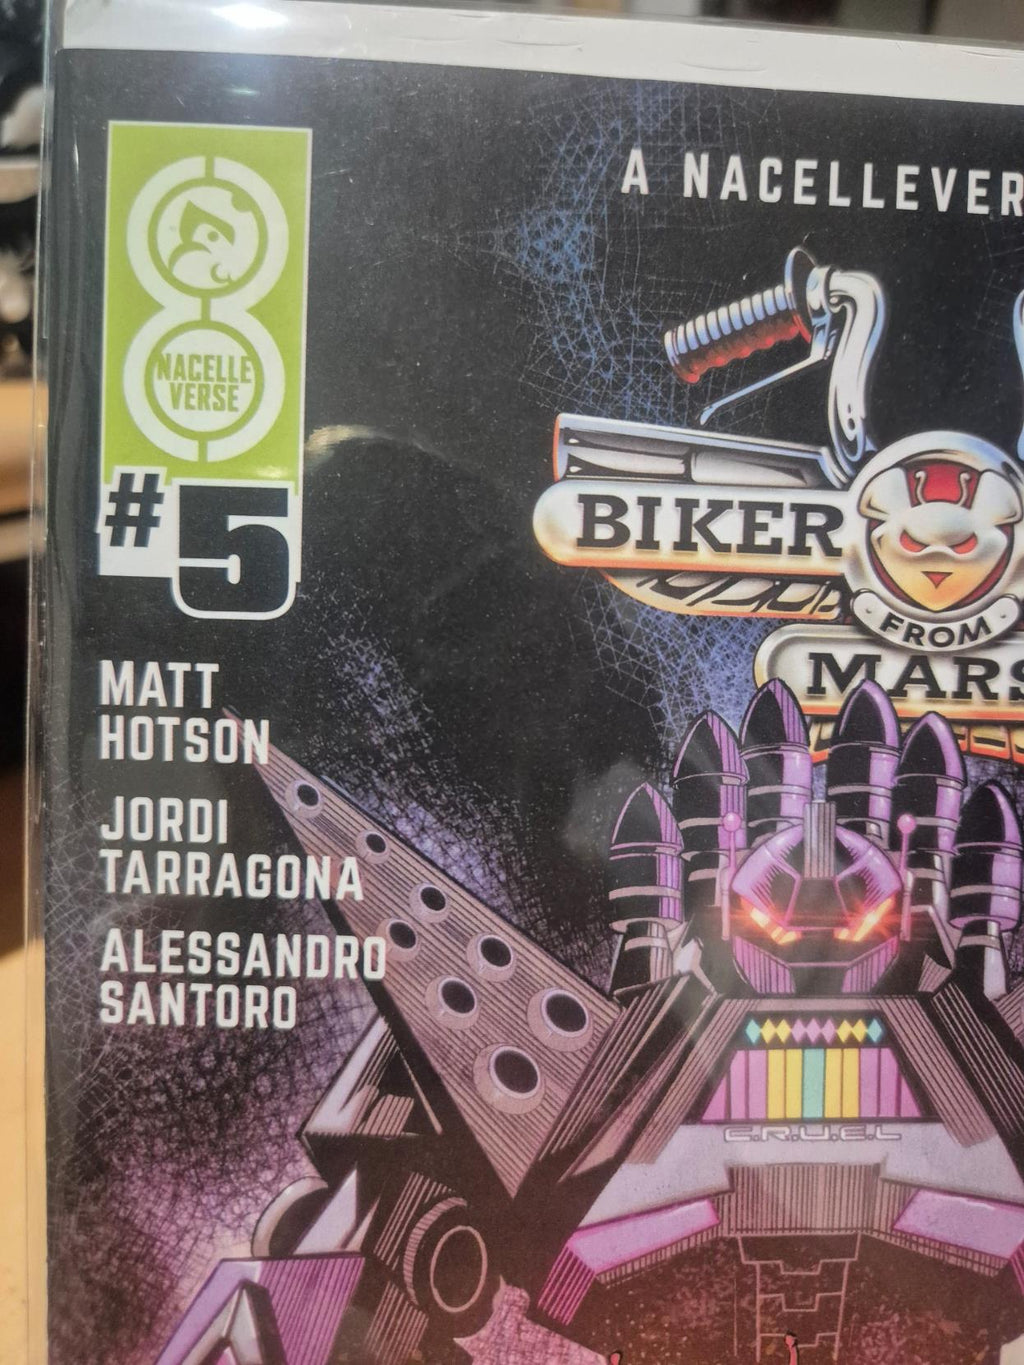 A NACELLEVER
NACELLE
VERSE
#5
BIKER
FROM
MARS
MATT
HOTSON
JORDI
TARRAGONA
ALESSANDRO
SANTORO
C.R.U.E.L